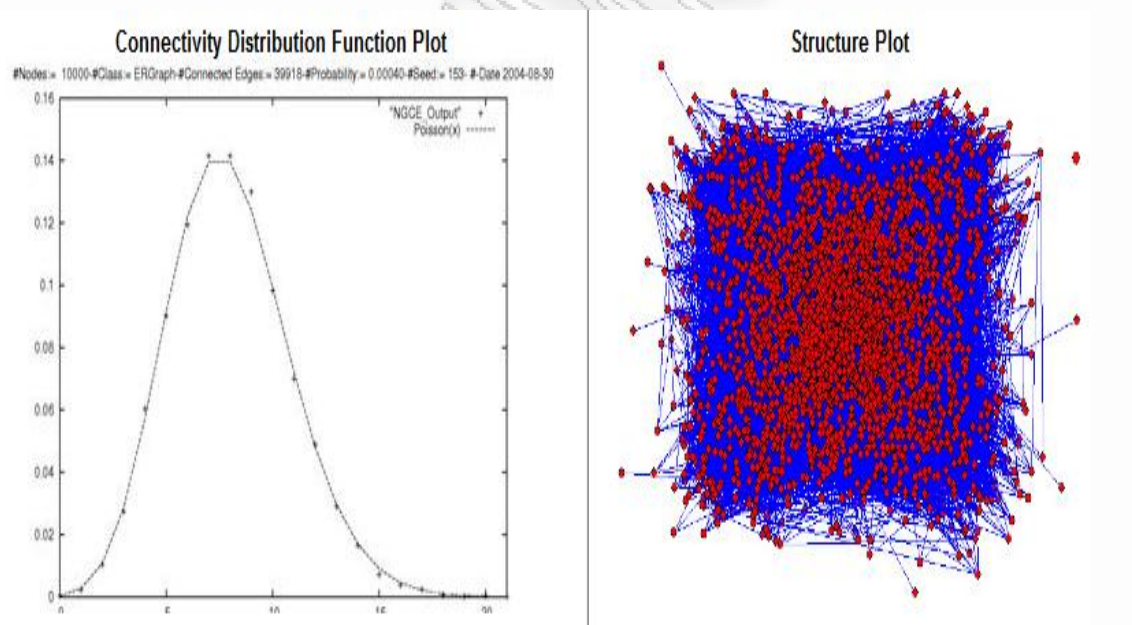 Connectivity Distribution Function Plot
#Nodes:= 10000-#Class:= ERGraph-#Connected Edges:= 39918-#Probability:= 0.00040-#Seed:= 153- #-Date 2004-08-30
0.16
"NGCE_Output"
Poisson(x)
0.14
0.12
0.1
0.08
0.06
0.04
0.02
0
0 5 10 15 20
Structure Plot